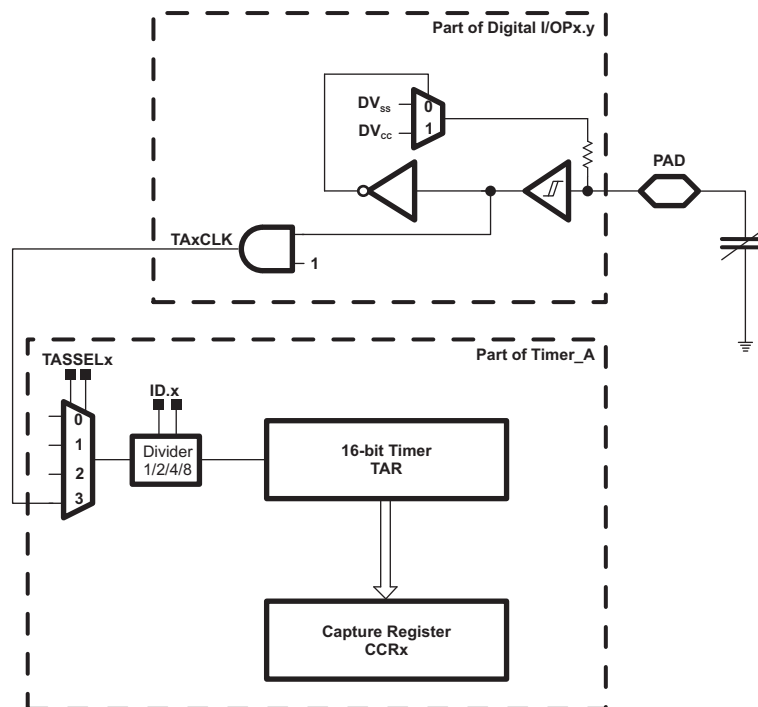 Part of Digital I/OPx.y
DVss
0
DVcc
1
PAD
TAxCLK
1
Part of Timer_A
TASSELx
ID.x
0
1
2
3
Divider
1/2/4/8
16-bit Timer
TAR
Capture Register
CCRx